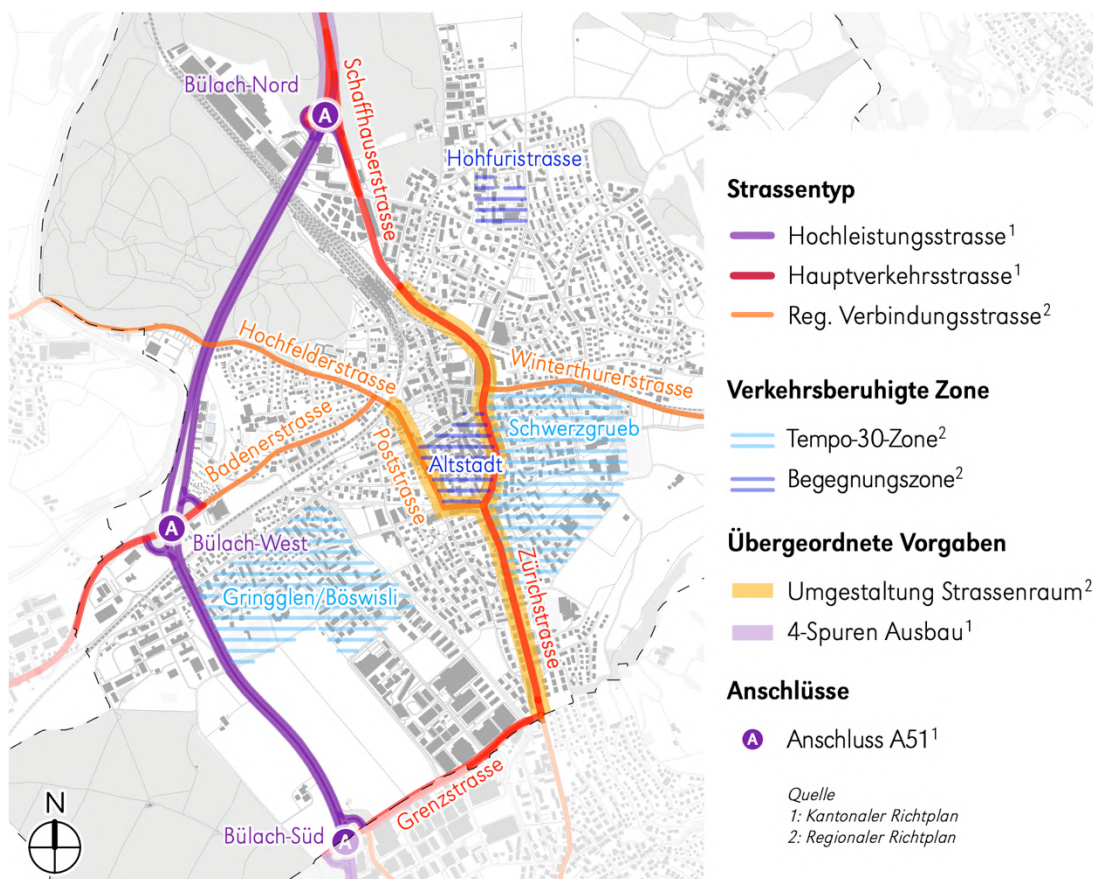 Schaffhauserstrasse
Bülach-Nord
A
Hohfuristrasse
Hochfelderstrasse
Winterthurerstrasse
Badenerstrasse
Poststrasse
Schwerzgrueb
Altstadt
A
Bülach-West
Gringglen/Böswisli
Zürichstrasse
Grenzstrasse
Bülach-Süd
A
N
Strassentyp
Hochleistungsstrasse¹
Hauptverkehrsstrasse¹
Reg. Verbindungsstrasse²
Verkehrsberuhigte Zone
Tempo-30-Zone²
Begegnungszone²
Übergeordnete Vorgaben
Umgestaltung Strassenraum²
4-Spuren Ausbau¹
Anschlüsse
A Anschluss A51¹
Quelle
1: Kantonaler Richtplan
2: Regionaler Richtplan